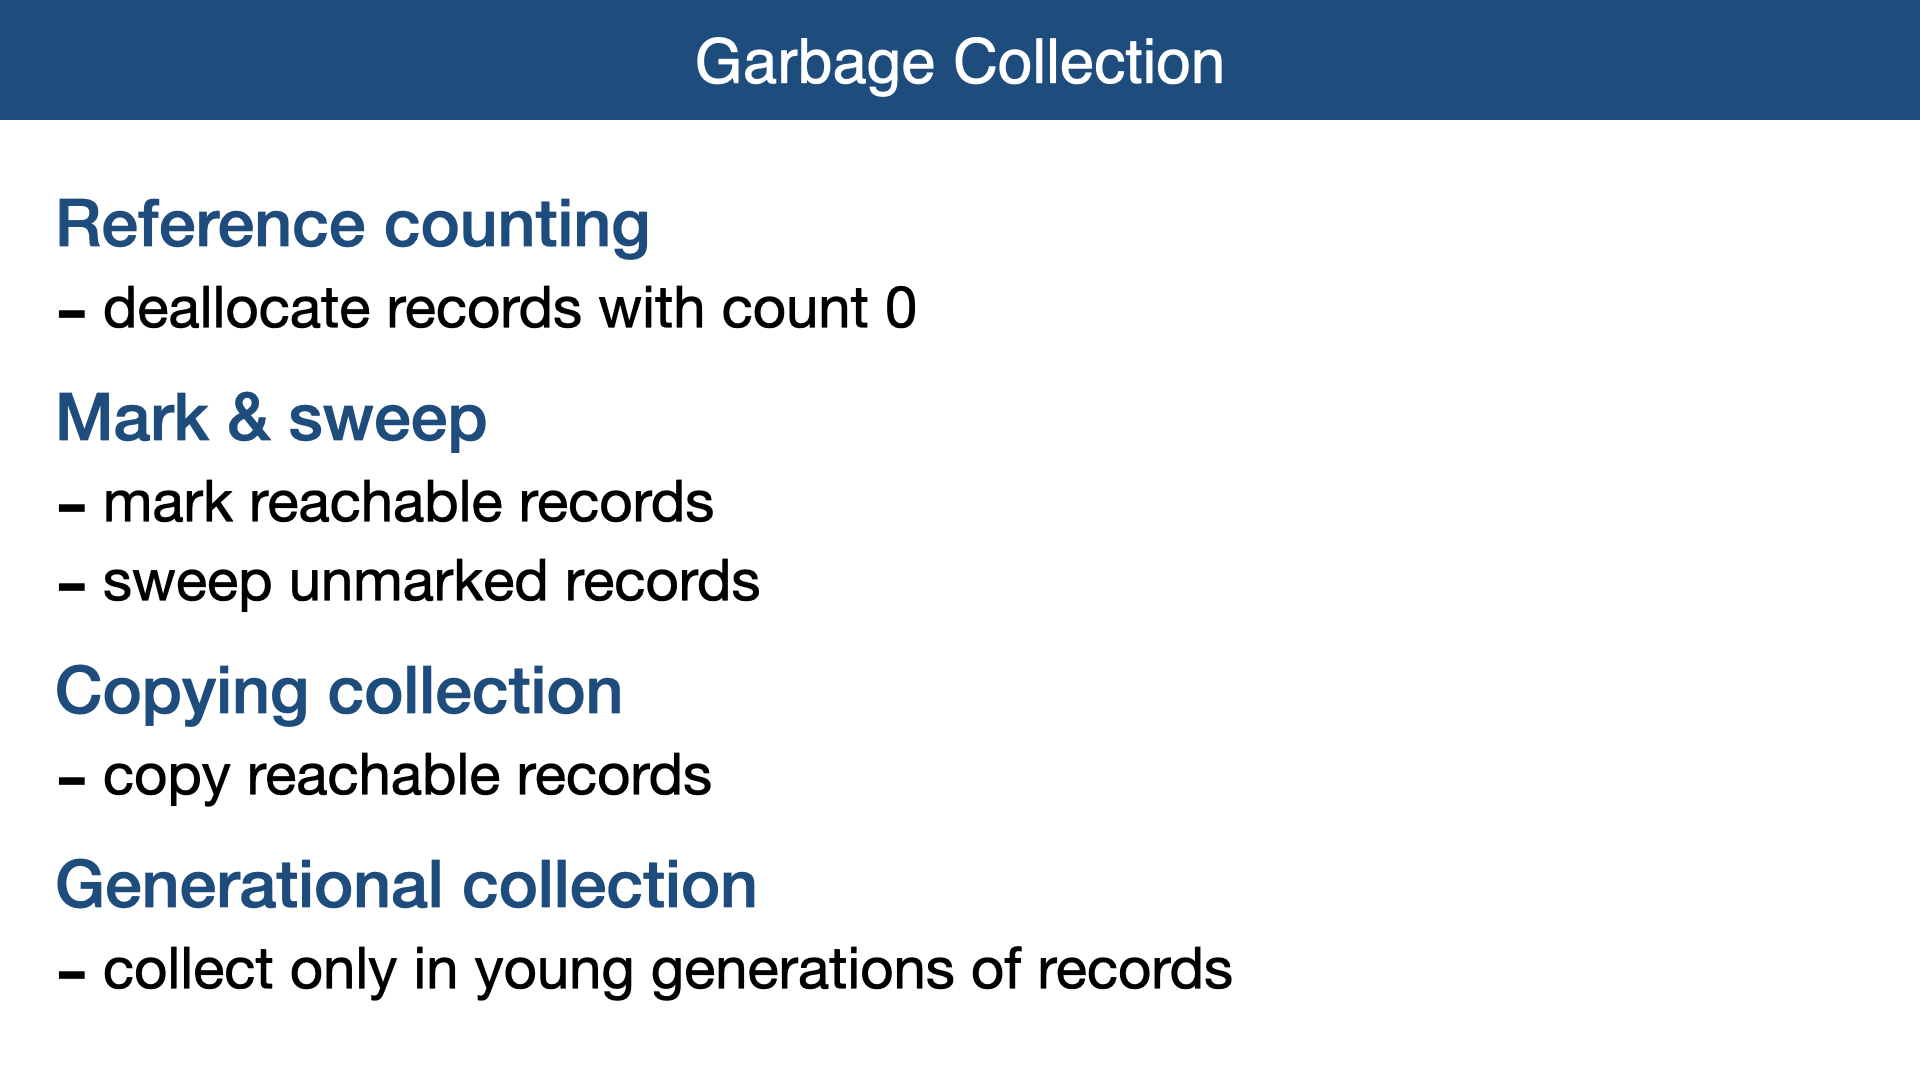 Garbage Collection
Reference counting
- deallocate records with count 0
Mark & sweep
- mark reachable records
- sweep unmarked records
Copying collection
- copy reachable records
Generational collection
- collect only in young generations of records